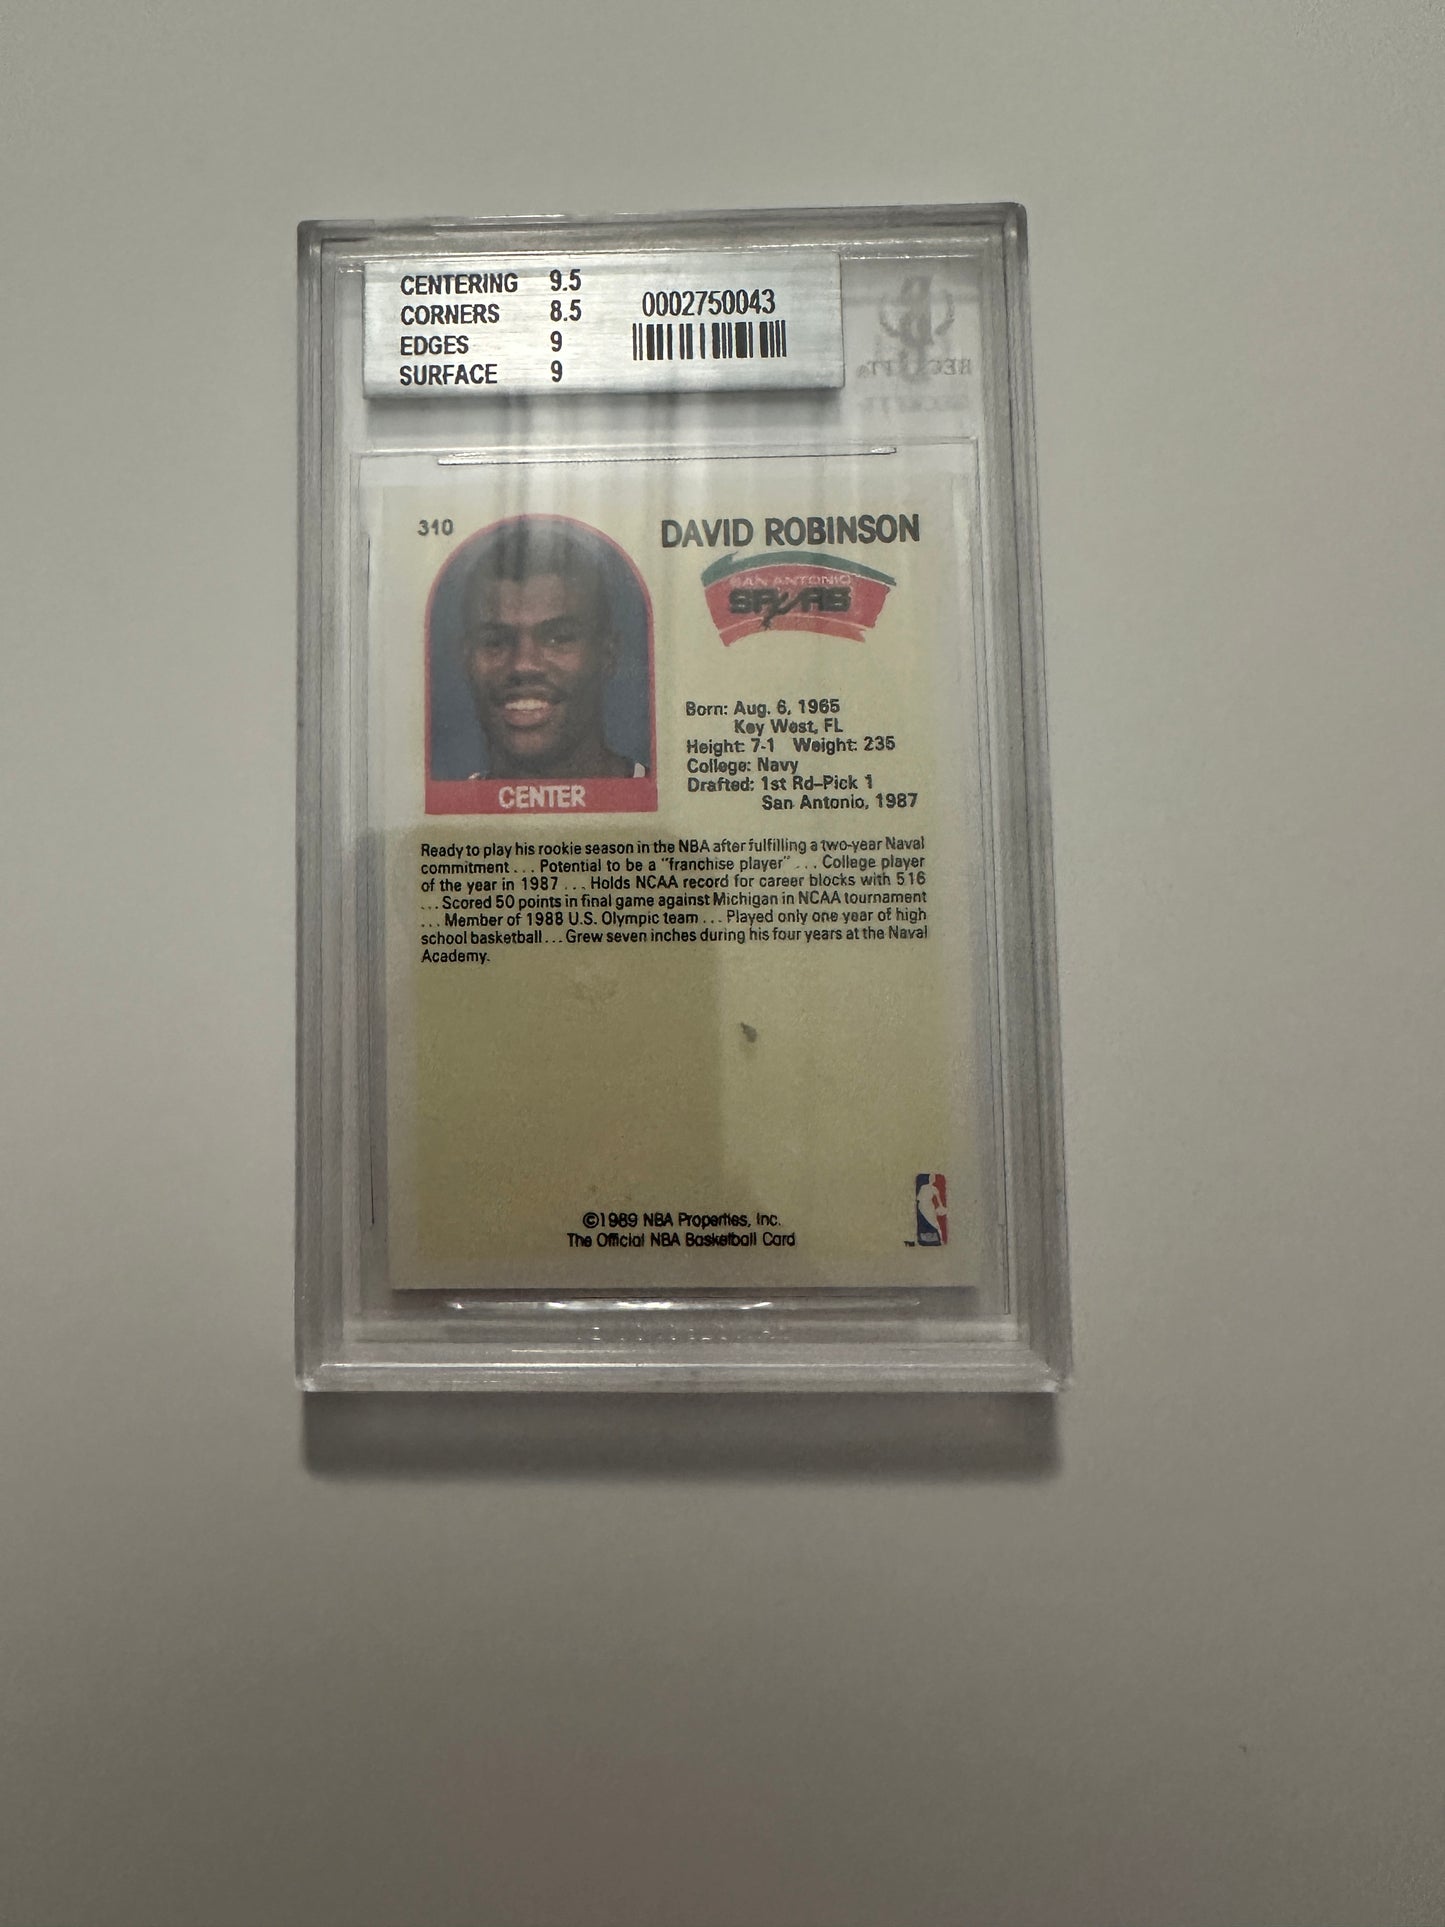 CENTERING 9.5
CORNERS 8.5
EDGES 9
SURFACE 9
0002750043
BECKETT
310
DAVID ROBINSON
SAN ANTONIO
SPURS
CENTER
Born: Aug. 6, 1965
Key West, FL
Height: 7-1 Weight: 235
College: Navy
Drafted: 1st Rd–Pick 1
San Antonio, 1987
Ready to play his rookie season in the NBA after fulfilling a two-year Naval
commitment . . . Potential to be a "franchise player" . . . College player
of the year in 1987 . . . Holds NCAA record for career blocks with 516
. . . Scored 50 points in final game against Michigan in NCAA tournament
. . . Member of 1988 U.S. Olympic team . . . Played only one year of high
school basketball . . . Grew seven inches during his four years at the Naval
Academy.
©1989 NBA Properties, Inc.
The Official NBA Basketball Card
NBA
TM